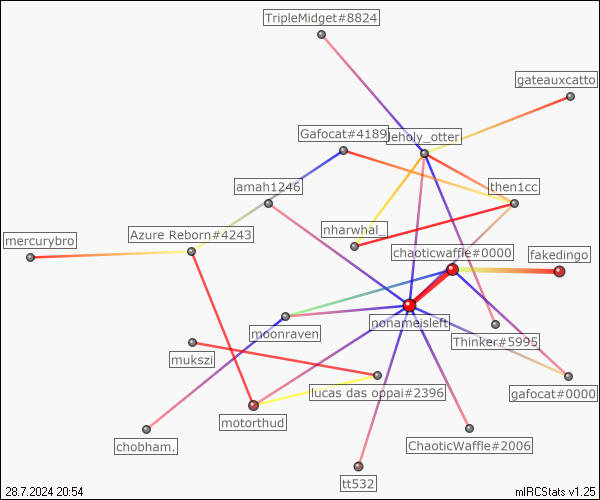 TripleMidget#8824
gateauxcatto
Gafocat#4189
jeholy_otter
amah1246
then1cc
nharwhal_
Azure Reborn#4243
mercurybro
chaoticwaffle#0000
fakedingo
nonameisleft
moonraven
Thinker#5995
mukszi
lucas das oppai#2396
gafocat#0000
motorthud
chobham.
ChaoticWaffle#2006
tt532
28.7.2024 20:54
mIRCStats v1.25